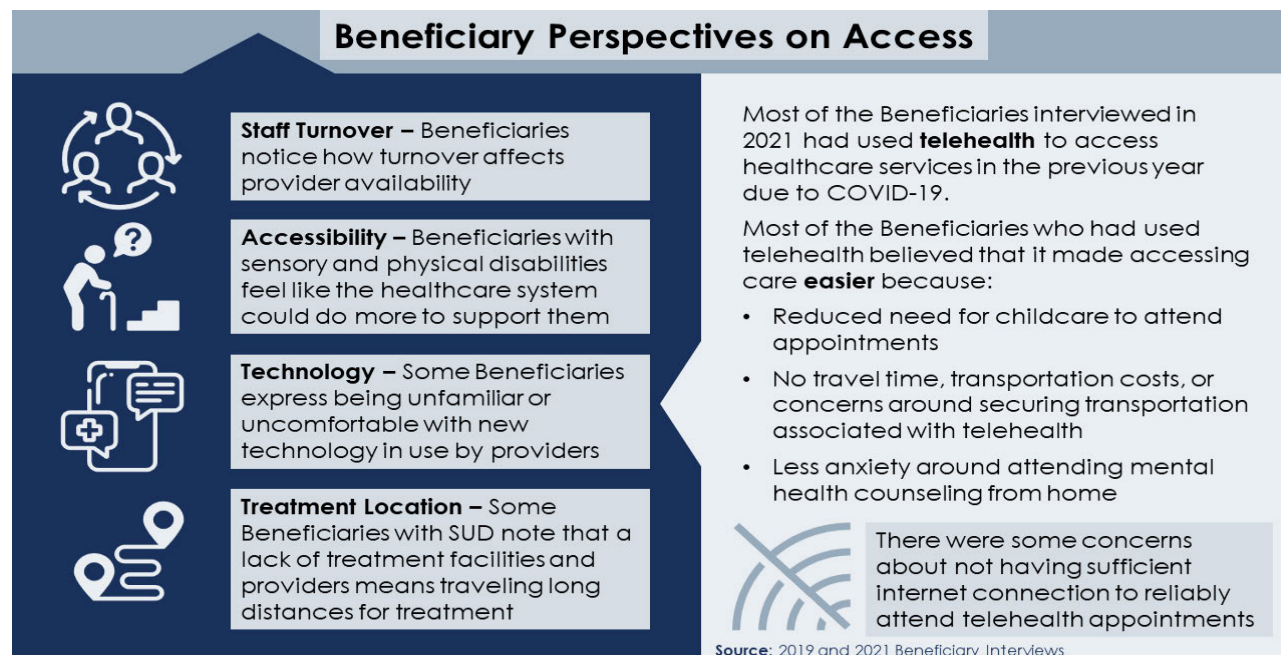 Beneficiary Perspectives on Access
Staff Turnover – Beneficiaries
notice how turnover affects
provider availability
Accessibility – Beneficiaries with
sensory and physical disabilities
feel like the healthcare system
could do more to support them
Technology – Some Beneficiaries
express being unfamiliar or
uncomfortable with new
technology in use by providers
Treatment Location – Some
Beneficiaries with SUD note that a
lack of treatment facilities and
providers means traveling long
distances for treatment
Most of the Beneficiaries interviewed in
2021 had used telehealth to access
healthcare services in the previous year
due to COVID-19.
Most of the Beneficiaries who had used
telehealth believed that it made accessing
care easier because:
• Reduced need for childcare to attend
appointments
• No travel time, transportation costs, or
concerns around securing transportation
associated with telehealth
• Less anxiety around attending mental
health counseling from home
There were some concerns
about not having sufficient
internet connection to reliably
attend telehealth appointments
Source: 2019 and 2021 Beneficiary Interviews
?